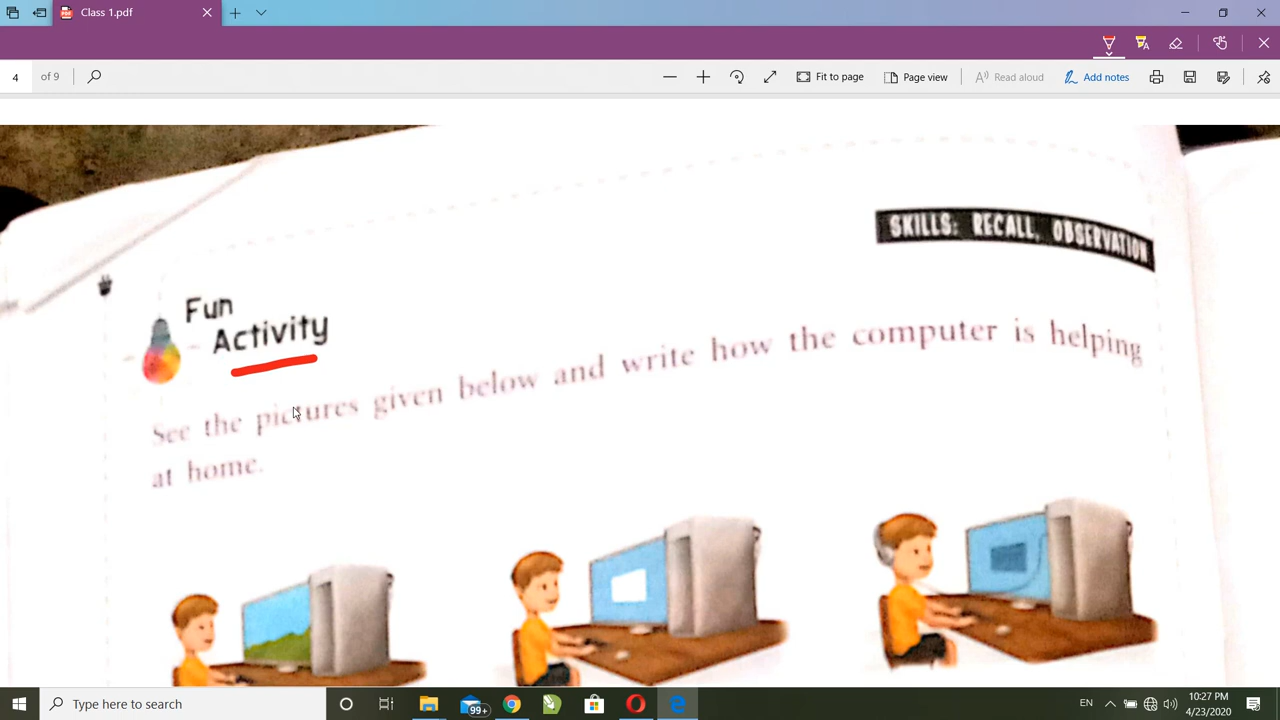 Class 1.pdf
4 of 9
Fit to page
Page view
Read aloud
Add notes
SKILLS: RECALL, OBSERVATION
Fun
Activity
See the pictures given below and write how the computer is helping
at home.
Type here to search
99+
EN
10:27 PM
4/23/2020